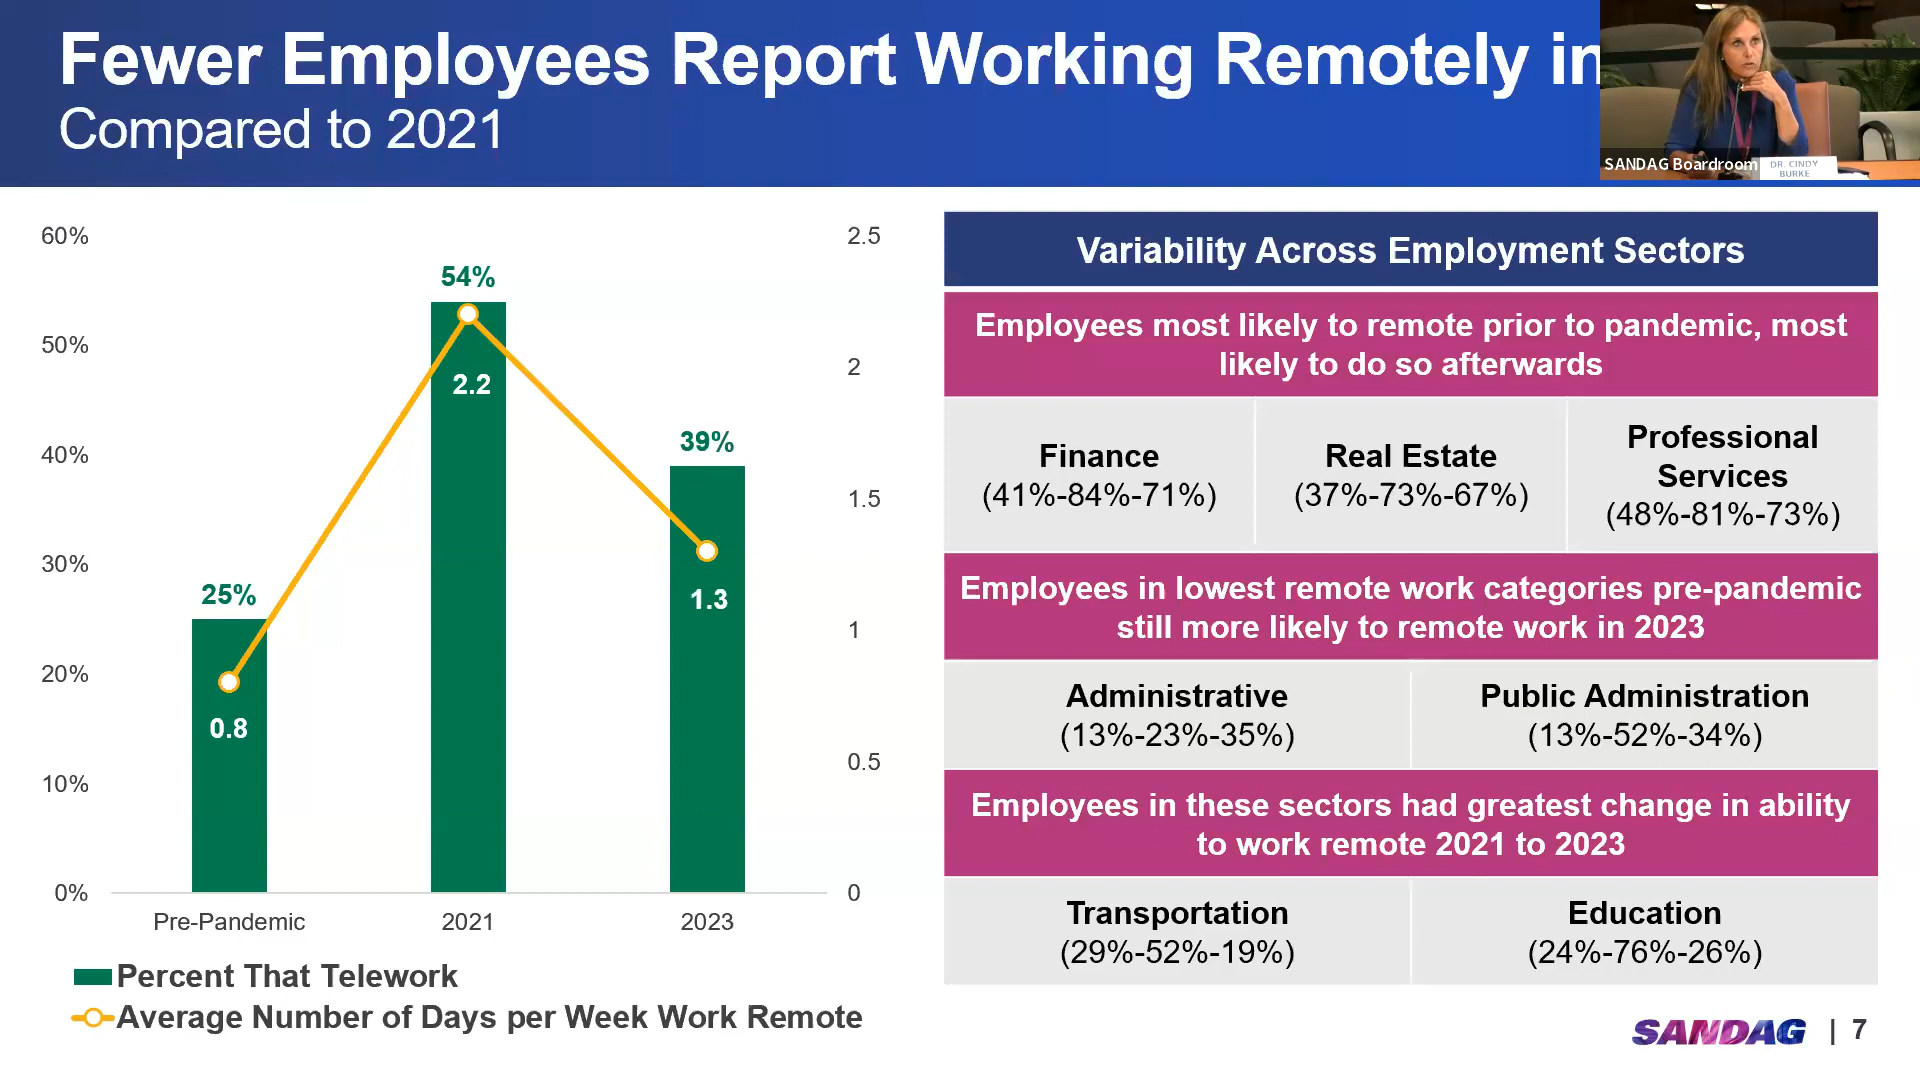 Fewer Employees Report Working Remotely in
Compared to 2021
SANDAG Boardroom
DR. CINDY
BURKE
60%
50%
40%
30%
20%
10%
0%
2.5
2
1.5
1
0.5
0
25%
54%
39%
0.8
2.2
1.3
Pre-Pandemic
2021
2023
Percent That Telework
Average Number of Days per Week Work Remote
Variability Across Employment Sectors
Employees most likely to remote prior to pandemic, most
likely to do so afterwards
Finance
(41%-84%-71%)
Real Estate
(37%-73%-67%)
Professional
Services
(48%-81%-73%)
Employees in lowest remote work categories pre-pandemic
still more likely to remote work in 2023
Administrative
(13%-23%-35%)
Public Administration
(13%-52%-34%)
Employees in these sectors had greatest change in ability
to work remote 2021 to 2023
Transportation
(29%-52%-19%)
Education
(24%-76%-26%)
SANDAG | 7